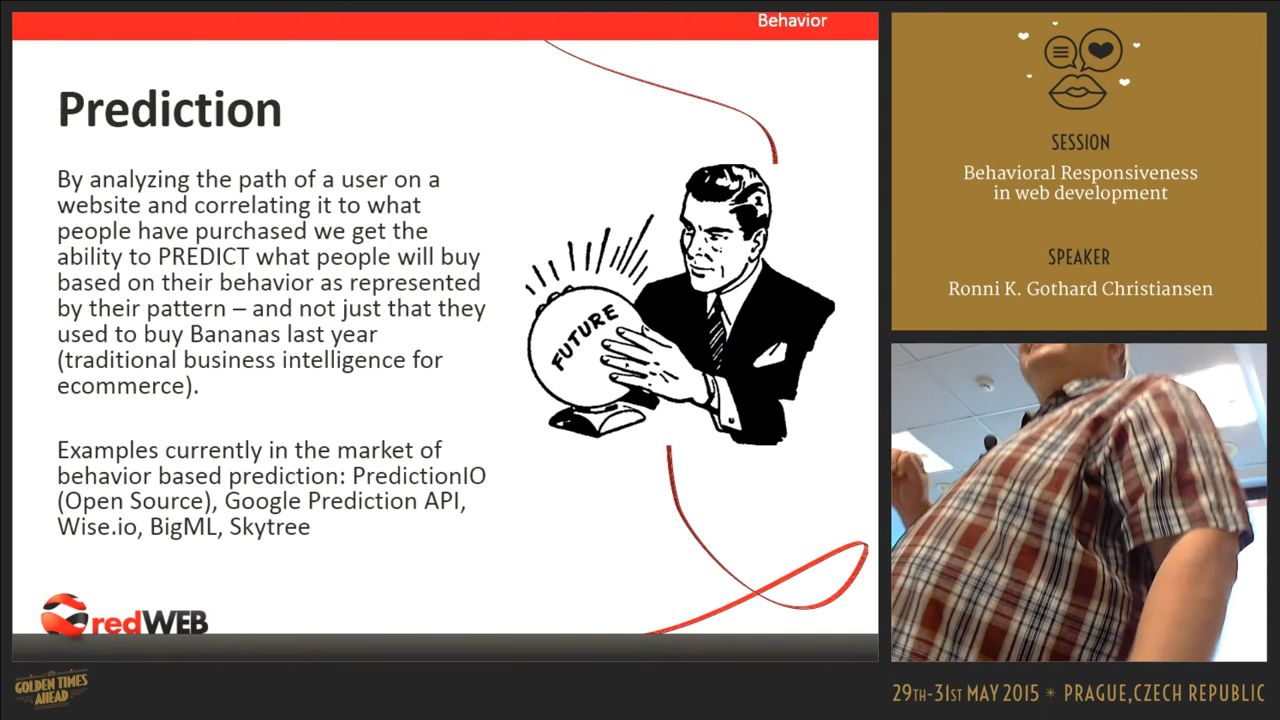 Behavior
Prediction
By analyzing the path of a user on a
website and correlating it to what
people have purchased we get the
ability to PREDICT what people will buy
based on their behavior as represented
by their pattern – and not just that they
used to buy Bananas last year
(traditional business intelligence for
ecommerce).
Examples currently in the market of
behavior based prediction: PredictionIO
(Open Source), Google Prediction API,
Wise.io, BigML, Skytree
FUTURE
redWEB
SESSION
Behavioral Responsiveness
in web development
SPEAKER
Ronni K. Gothard Christiansen
GOLDEN TIMES
AHEAD
29TH-31ST MAY 2015 * PRAGUE,CZECH REPUBLIC